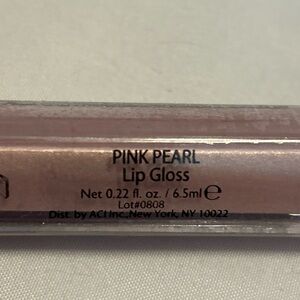 PINK PEARL
Lip Gloss
Net 0.22 fl. oz. / 6.5ml ℮
Lot#0808
Dist. by ACI Inc., New York, NY 10022